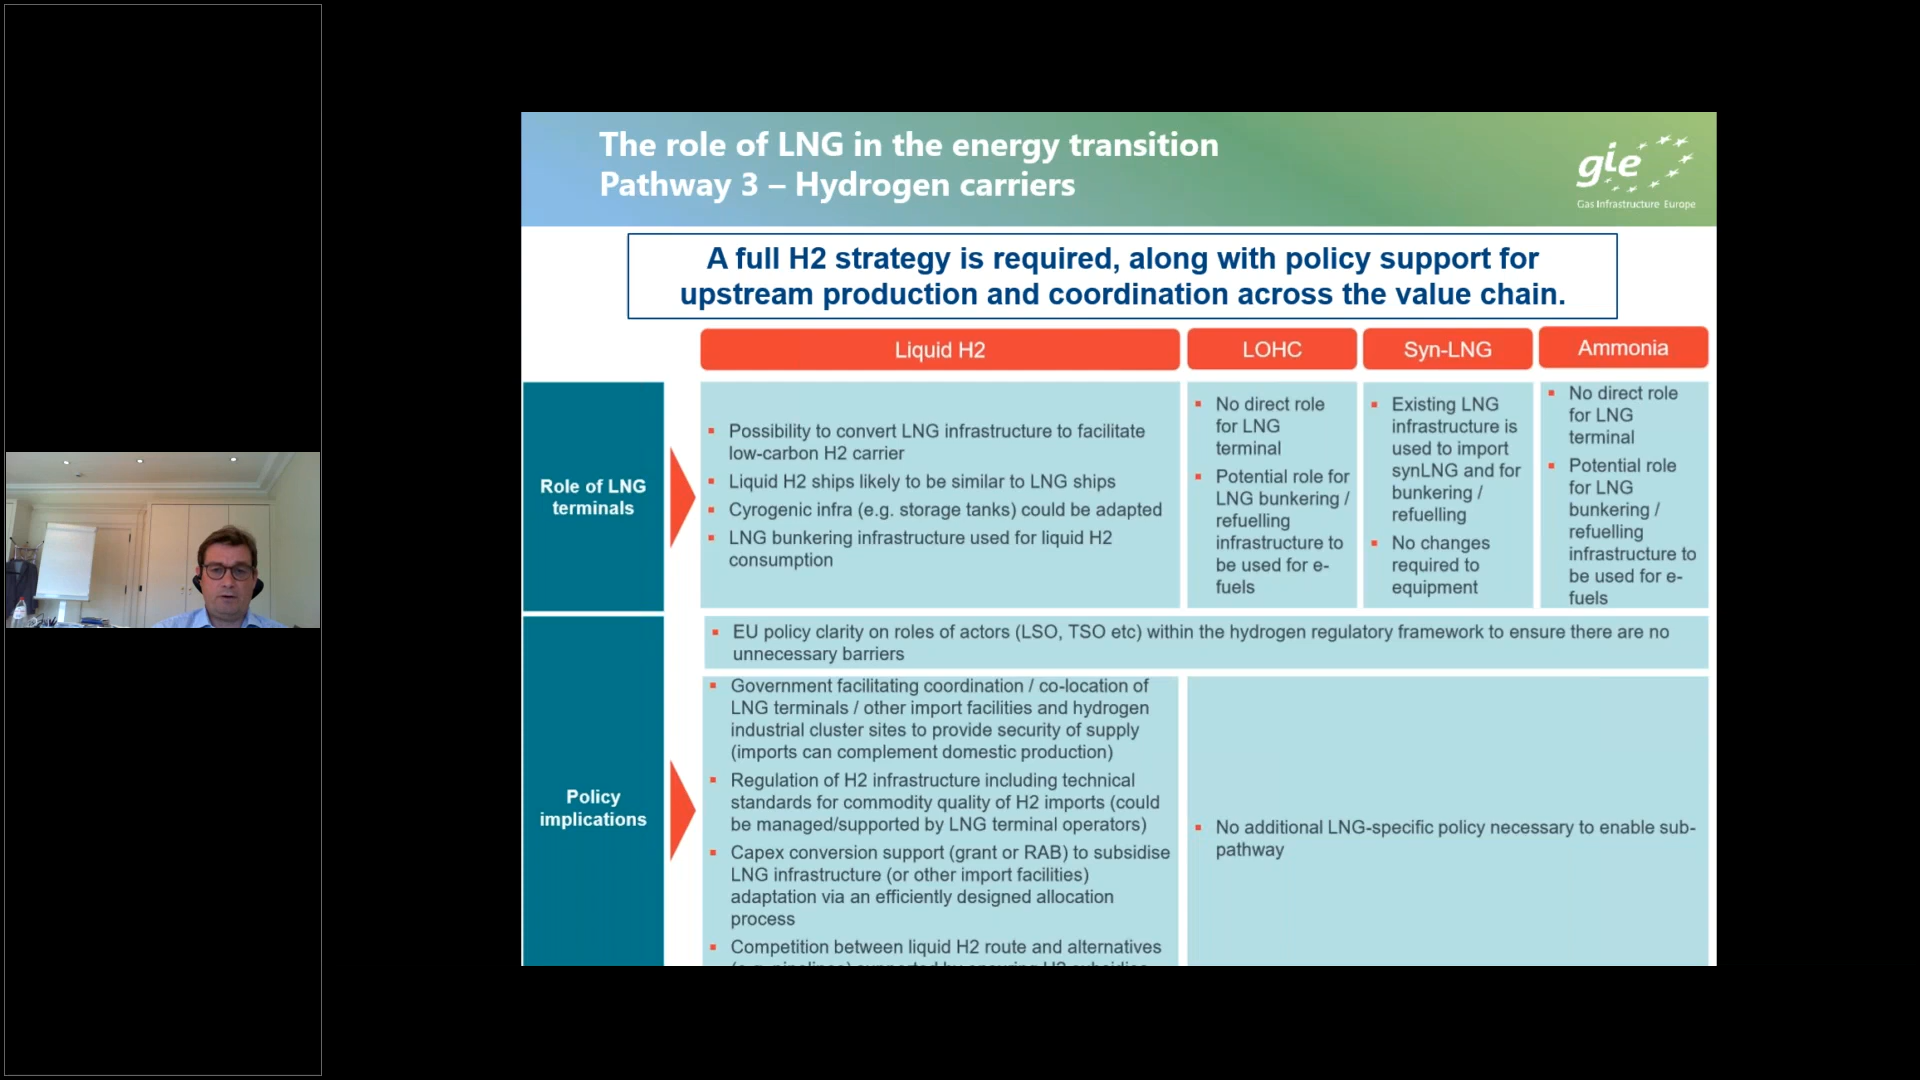 The role of LNG in the energy transition
Pathway 3 – Hydrogen carriers
gie
Gas Infrastructure Europe
A full H2 strategy is required, along with policy support for
upstream production and coordination across the value chain.
Liquid H2
LOHC
Syn-LNG
Ammonia
Role of LNG
terminals
Possibility to convert LNG infrastructure to facilitate
low-carbon H2 carrier
Liquid H2 ships likely to be similar to LNG ships
Cyrogenic infra (e.g. storage tanks) could be adapted
LNG bunkering infrastructure used for liquid H2
consumption
No direct role
for LNG
terminal
Potential role for
LNG bunkering /
refuelling
infrastructure to
be used for e-
fuels
Existing LNG
infrastructure is
used to import
synLNG and for
bunkering /
refuelling
No changes
required to
equipment
No direct role
for LNG
terminal
Potential role
for LNG
bunkering /
refuelling
infrastructure to
be used for e-
fuels
Policy
implications
EU policy clarity on roles of actors (LSO, TSO etc) within the hydrogen regulatory framework to ensure there are no
unnecessary barriers
Government facilitating coordination / co-location of
LNG terminals / other import facilities and hydrogen
industrial cluster sites to provide security of supply
(imports can complement domestic production)
Regulation of H2 infrastructure including technical
standards for commodity quality of H2 imports (could
be managed/supported by LNG terminal operators)
Capex conversion support (grant or RAB) to subsidise
LNG infrastructure (or other import facilities)
adaptation via an efficiently designed allocation
process
Competition between liquid H2 route and alternatives
No additional LNG-specific policy necessary to enable sub-
pathway